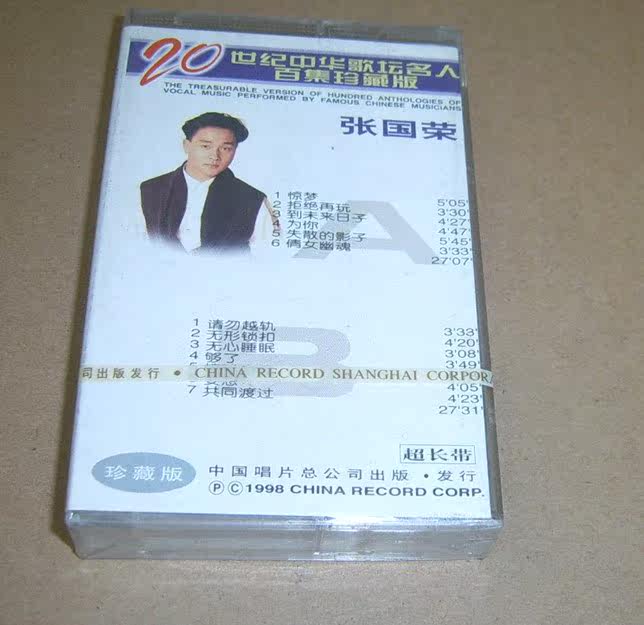 20世纪中华歌坛名人
百集珍藏版
THE TREASURABLE VERSION OF HUNDRED ANTHOLOGIES OF
VOCAL MUSIC PERFORMED BY FAMOUS CHINESE MUSICIANS
张国荣
A
1 惊梦 5'05"
2 拒绝再玩 3'30"
3 到未来日子 4'27"
4 为你 4'47"
5 失散的影子 5'45"
6 倩女幽魂 3'33"
27'07"
B
1 请勿越轨 3'33"
2 无形锁扣 4'20"
3 无心睡眠 3'08"
4 够了 3'49"
司出版发行 • CHINA RECORD SHANGHAI CORPOR
4'05"
7 共同渡过 4'23"
27'31"
超长带
珍藏版
中国唱片总公司出版・发行
ⓅⒸ1998 CHINA RECORD CORP.